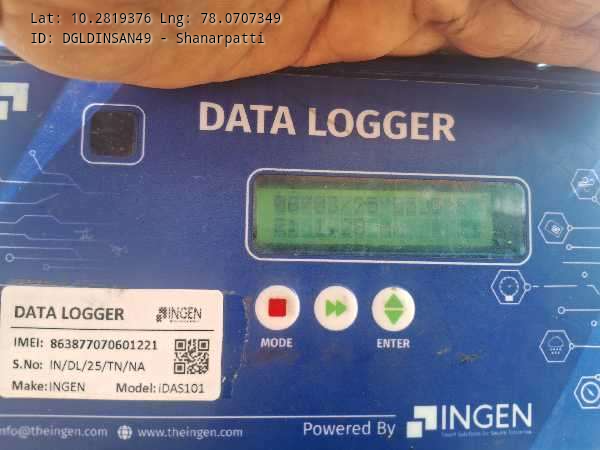 Lat: 10.2819376 Lng: 78.0707349
ID: DGLDINSAN49 - Shanarpatti
DATA LOGGER
MODE
ENTER
DATA LOGGER
INGEN
IMEI: 863877070601221
S.No: IN/DL/25/TN/NA
Make:INGEN Model: iDAS101
nfo@theingen.com www.theingen.com
Powered By INGEN